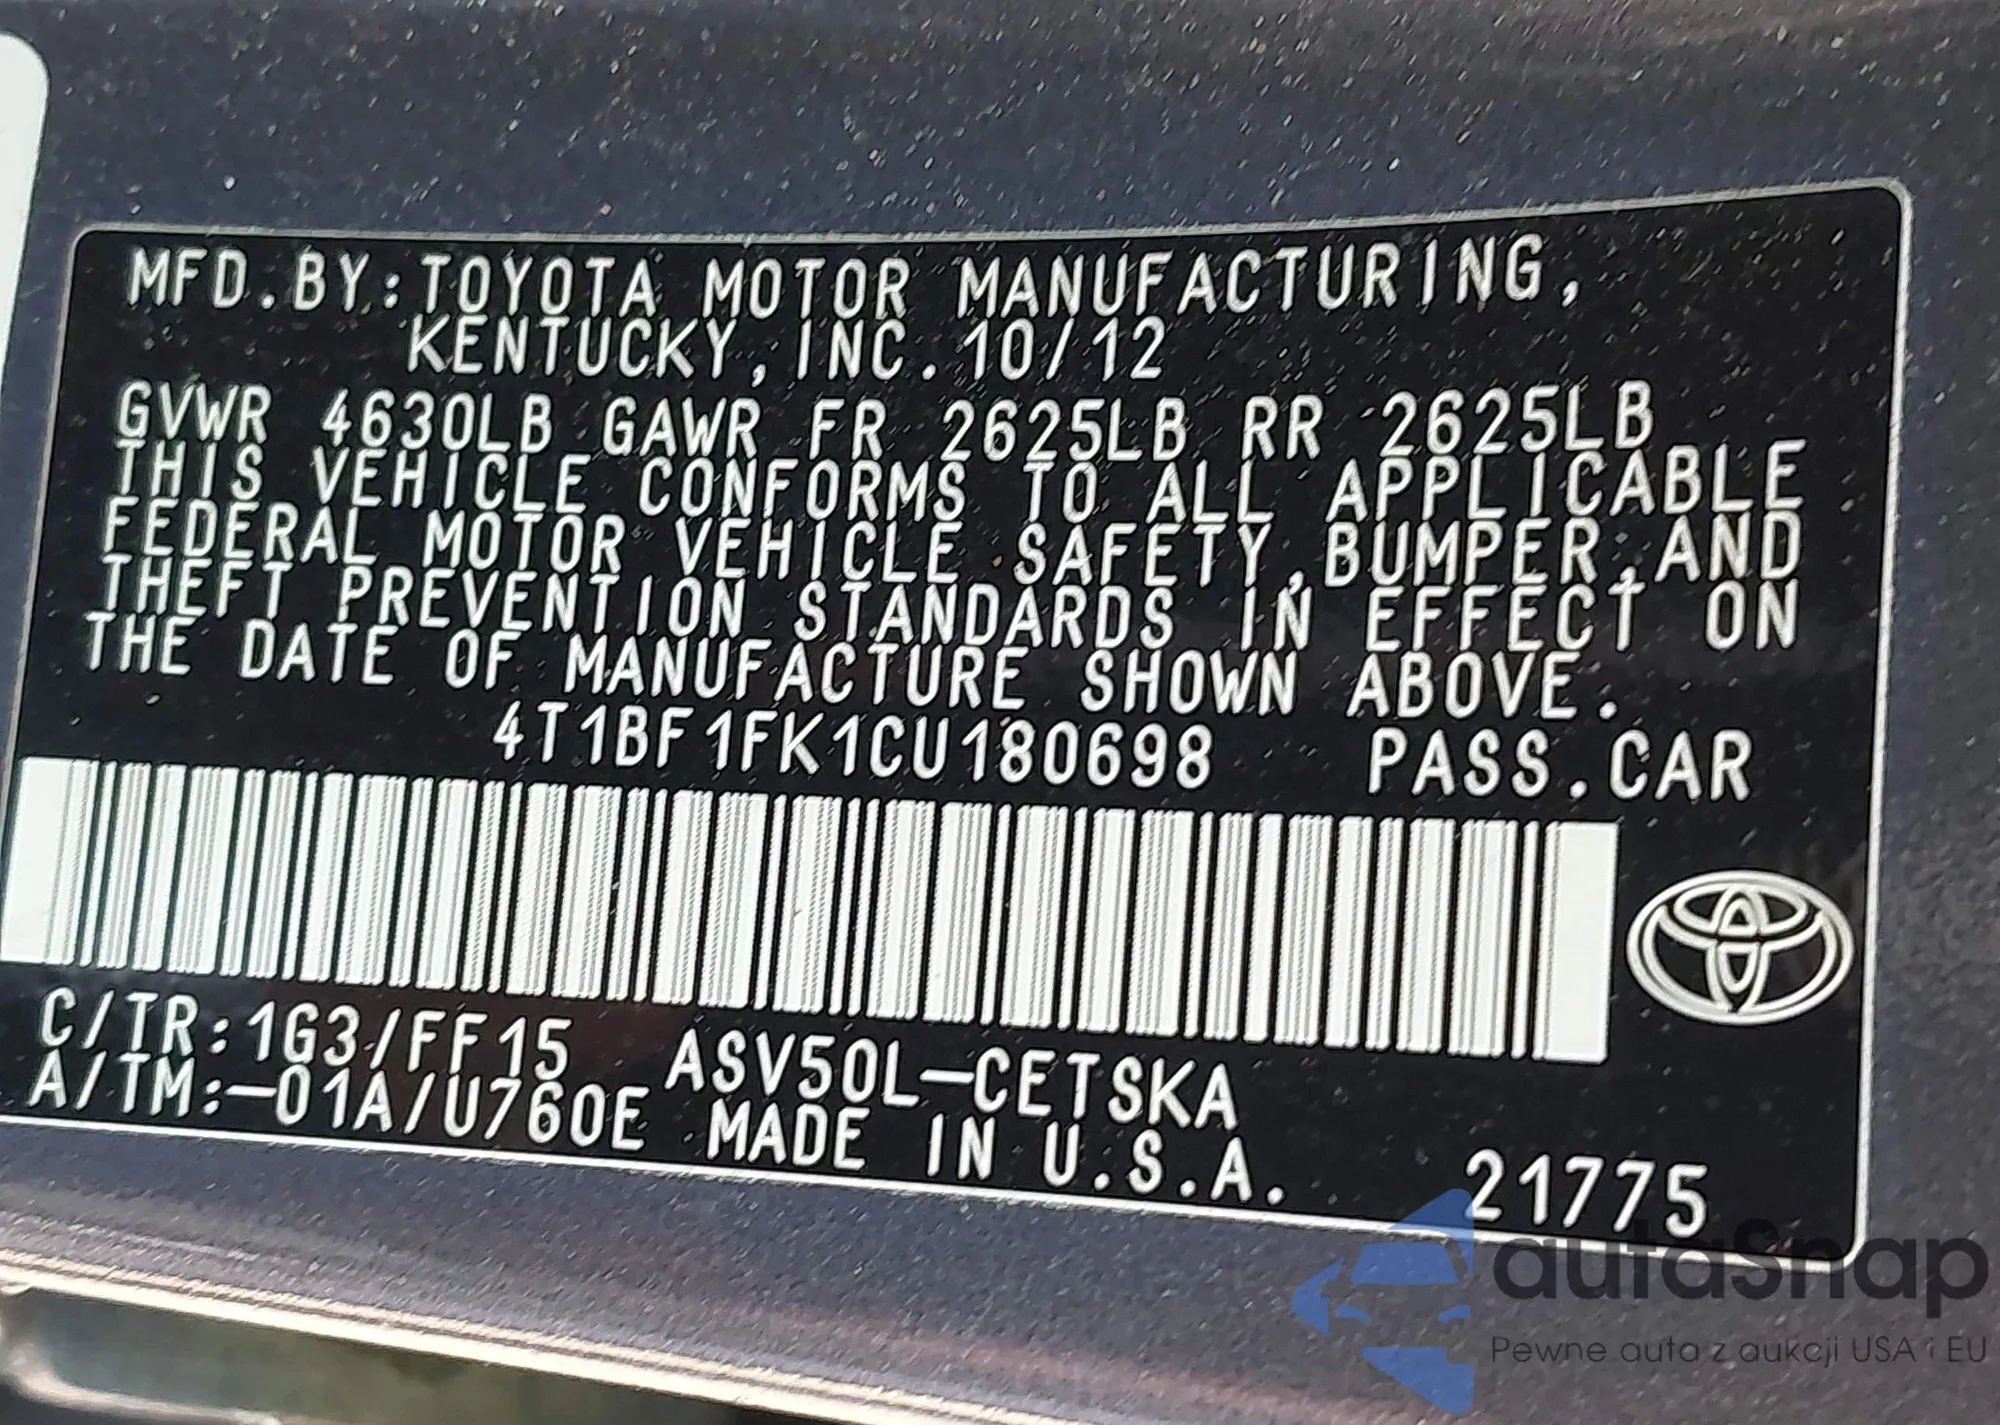 MFD.BY:TOYOTA MOTOR MANUFACTURING,
KENTUCKY, INC. 10/12
GVWR 4630LB GAWR FR 2625LB RR 2625LB
THIS VEHICLE CONFORMS TO ALL APPLICABLE
FEDERAL MOTOR VEHICLE SAFETY,BUMPER,AND
THEFT PREVENTION STANDARDS IN EFFECT ON
THE DATE OF MANUFACTURE SHOWN ABOVE.
4T1BF1FK1CU180698 PASS.CAR
C/TR:1G3/FF15 ASV50L-CETSKA
A/TM:-01A/U760E MADE IN U.S.A. 21775
autaSnap
Pewne auta z aukcji USA i EU